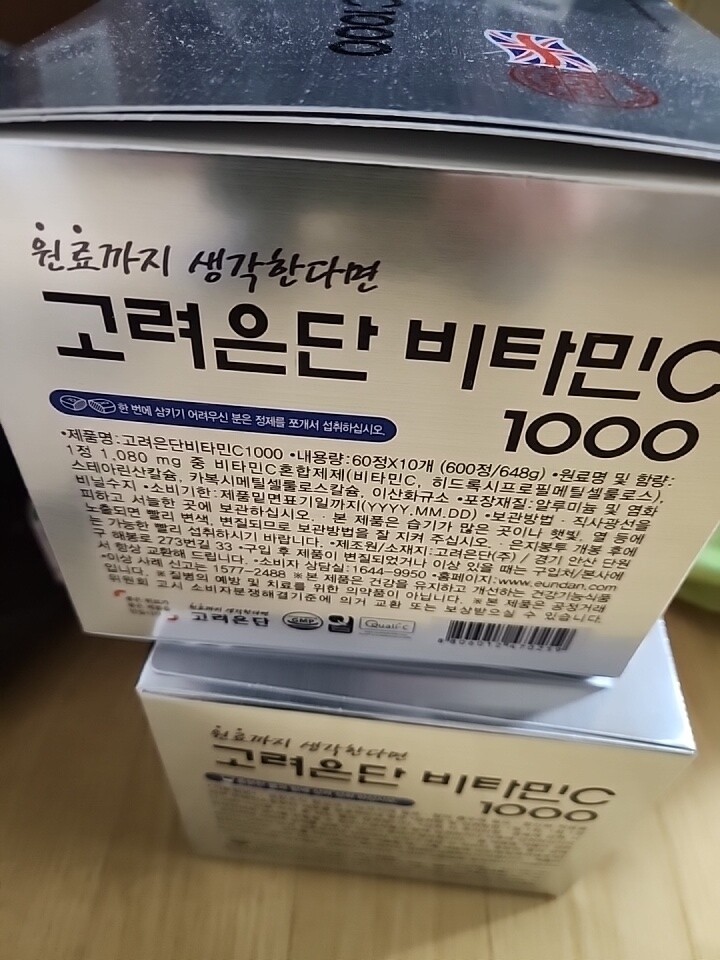 원료까지 생각한다면
고려은단 비타민C
1000
한 번에 삼키기 어려우신 분은 정제를 쪼개서 섭취하십시오.
•제품명:고려은단비타민C1000 •내용량:60정X10개 (600정/648g) •원료명 및 함량:
1정 1,080 mg 중 비타민C혼합제제(비타민C, 히드록시프로필메틸셀룰로스),
스테아린산칼슘, 카복시메틸셀룰로스칼슘, 이산화규소 •포장재질:알루미늄 및 염화
비닐수지 •소비기한:제품밑면표기일까지(YYYY.MM.DD) •보관방법 · 직사광선을
피하고 서늘한 곳에 보관하십시오. · 본 제품은 습기가 많은 곳이나 햇빛, 열 등에
노출되면 빨리 변색, 변질되므로 보관방법을 잘 지켜 주십시오. · 은지봉투 개봉 후에
는 가능한 빨리 섭취하시기 바랍니다. •제조원/소재지:고려은단(주) / 경기 안산 단원
구 해봉로 273번길 33 •구입 후 제품이 변질되었거나 이상 있을 때는 구입처/본사에
서 항상 교환해 드립니다. •소비자 상담실:1644-9950 •홈페이지:www.eundan.com
•이상 사례 신고는 1577-2488 ※본 제품은 건강을 유지하고 개선하는 건강기능식품
입니다. ※질병의 예방 및 치료를 위한 의약품이 아닙니다. ※본 제품은 공정거래
위원회 고시 소비자분쟁해결기준에 의거 교환 또는 보상받으실 수 있습니다.
원료까지 생각한다면
고려은단
GMP
Quali-C
원료까지 생각한다면
고려은단 비타민C
1000